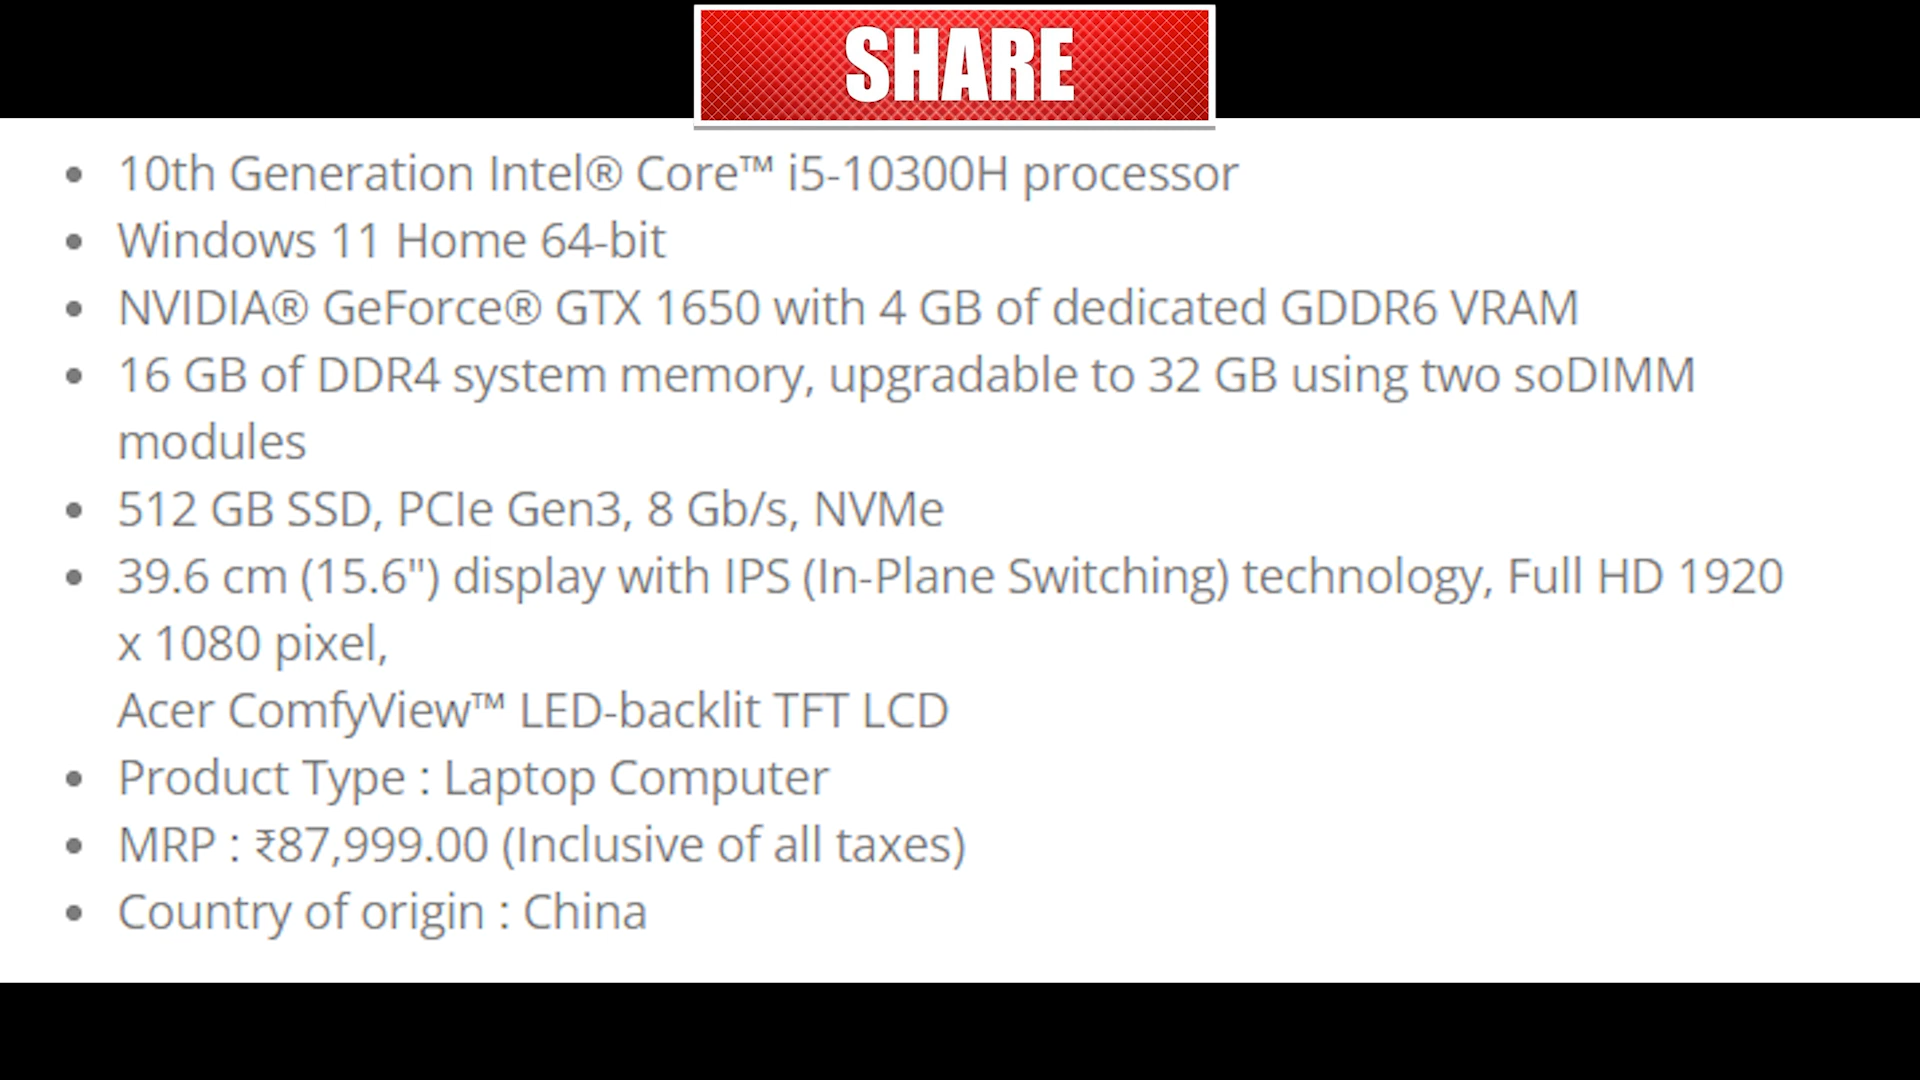 SHARE
• 10th Generation Intel® Core™ i5-10300H processor
• Windows 11 Home 64-bit
• NVIDIA® GeForce® GTX 1650 with 4 GB of dedicated GDDR6 VRAM
• 16 GB of DDR4 system memory, upgradable to 32 GB using two soDIMM
modules
• 512 GB SSD, PCIe Gen3, 8 Gb/s, NVMe
• 39.6 cm (15.6") display with IPS (In-Plane Switching) technology, Full HD 1920
x 1080 pixel,
Acer ComfyView™ LED-backlit TFT LCD
• Product Type : Laptop Computer
• MRP : ₹87,999.00 (Inclusive of all taxes)
• Country of origin : China